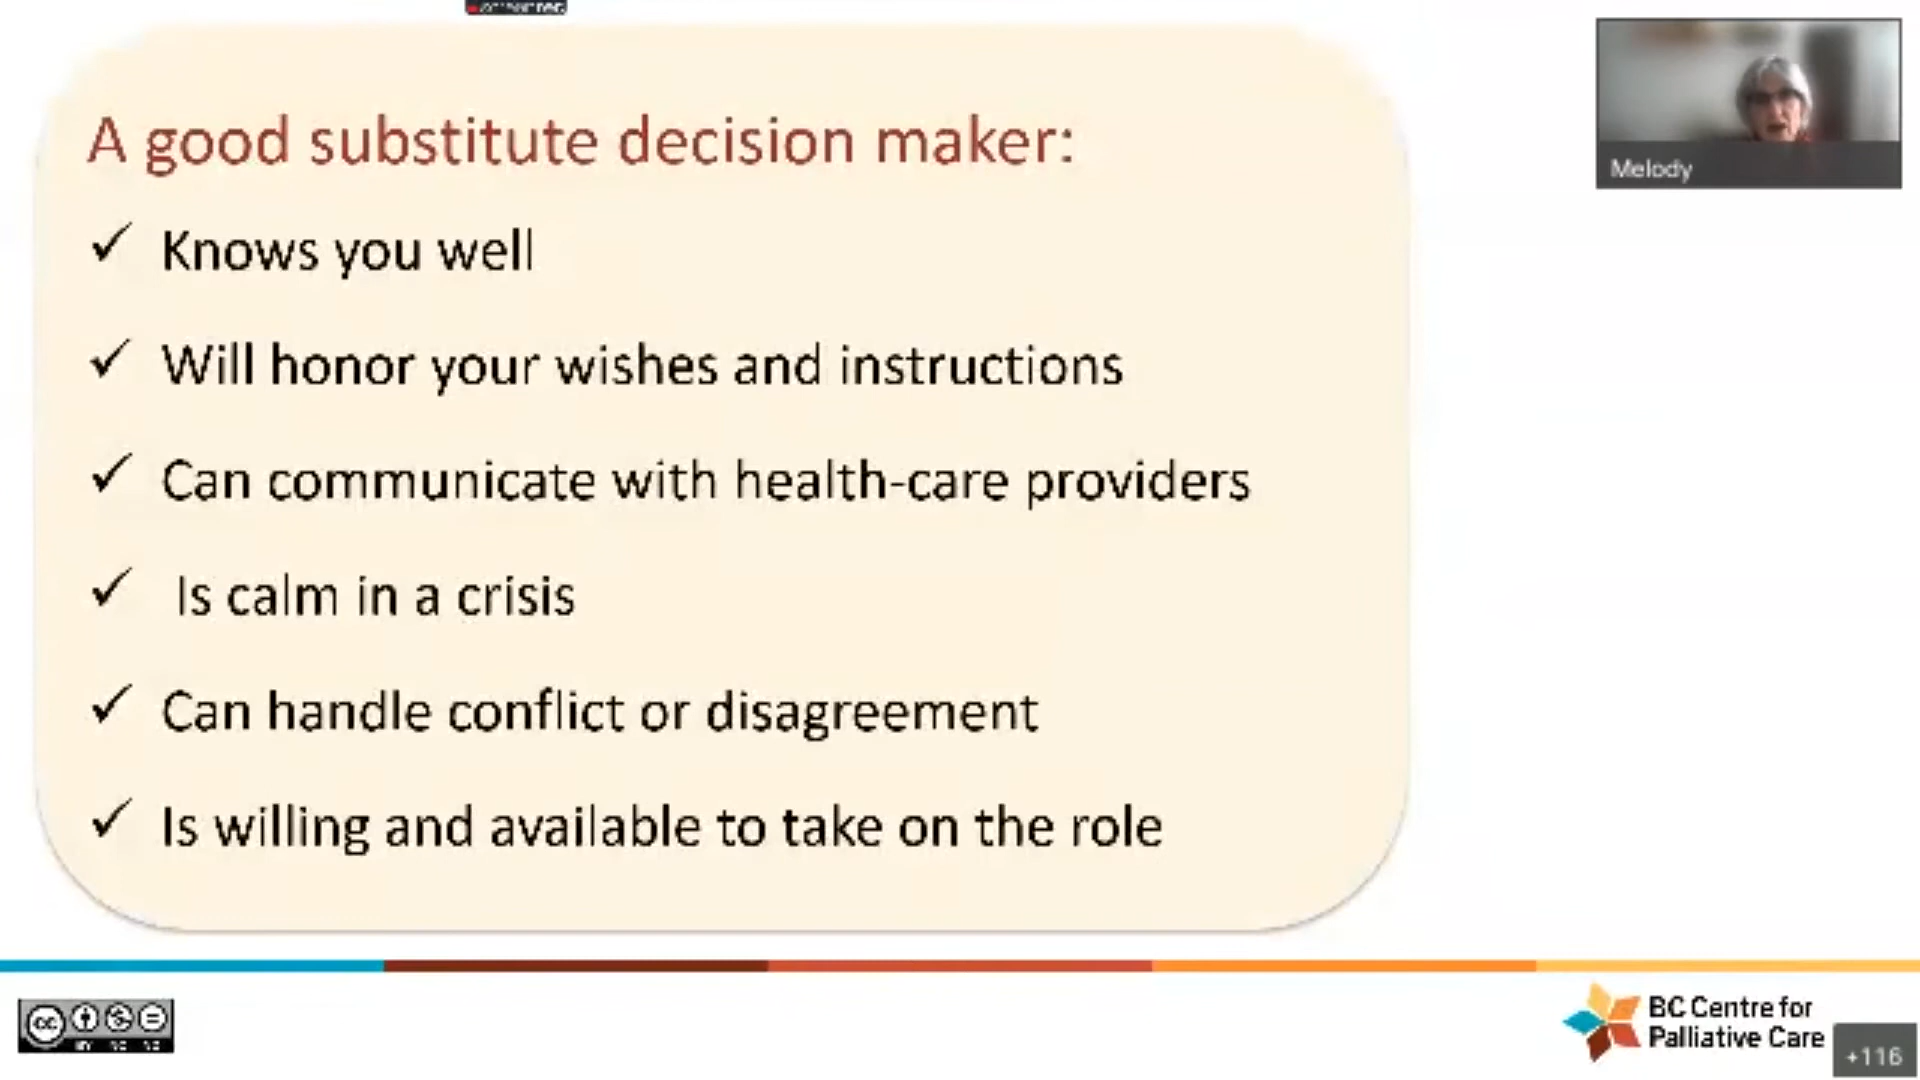 A good substitute decision maker:
✓ Knows you well
✓ Will honor your wishes and instructions
✓ Can communicate with health-care providers
✓ Is calm in a crisis
✓ Can handle conflict or disagreement
✓ Is willing and available to take on the role
Melody
cc
BC Centre for
Palliative Care
+116